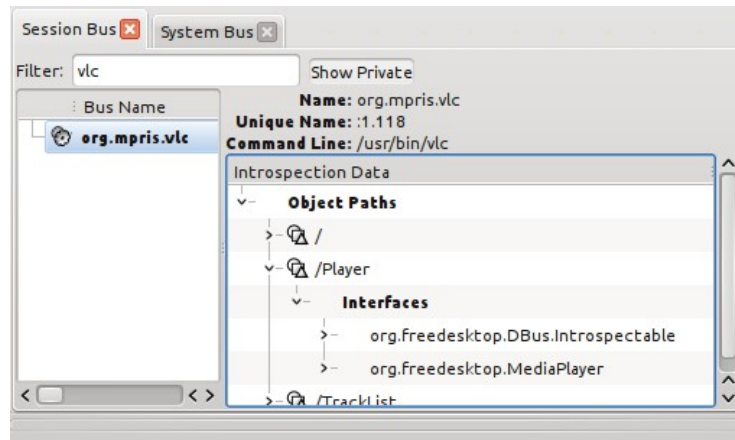 Session Bus System Bus
Filter: vlc Show Private
Bus Name
org.mpris.vlc
Name: org.mpris.vlc
Unique Name: :1.118
Command Line: /usr/bin/vlc
Introspection Data
Object Paths
/
/Player
Interfaces
org.freedesktop.DBus.Introspectable
org.freedesktop.MediaPlayer
/TrackList